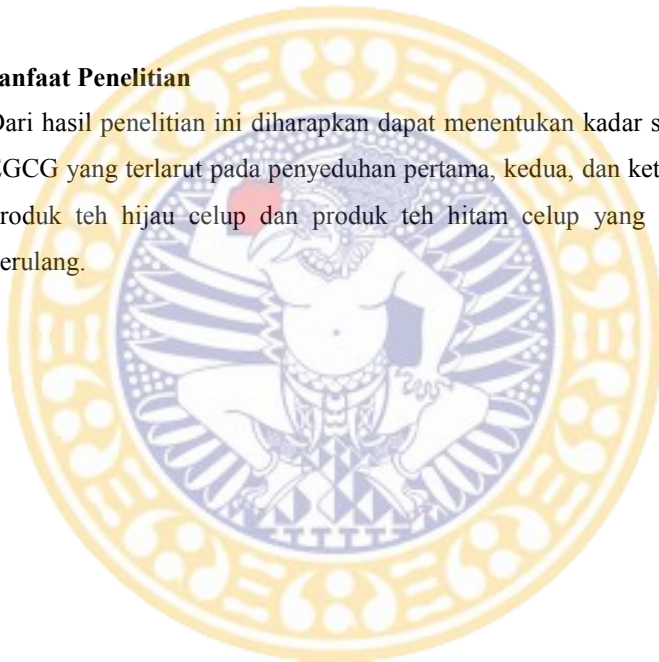 anfaat Penelitian
Dari hasil penelitian ini diharapkan dapat menentukan kadar s
EGCG yang terlarut pada penyeduhan pertama, kedua, dan ket
roduk teh hijau celup dan produk teh hitam celup yang
erulang.